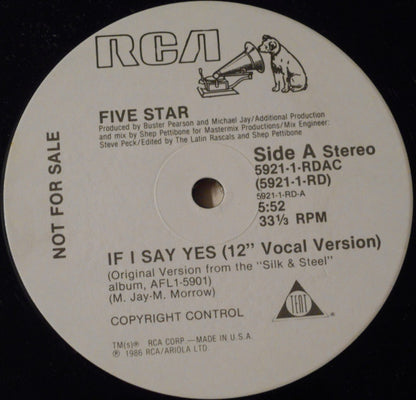 RCA
FIVE STAR
Produced by Buster Pearson and Michael Jay/Additional Production
and mix by Shep Pettibone for Mastermix Productions/Mix Engineer:
Steve Peck/Edited by The Latin Rascals and Shep Pettibone
NOT FOR SALE
Side A Stereo
5921-1-RDAC
(5921-1-RD)
5921-1-RD-A
5:52
33⅓ RPM
IF I SAY YES (12" Vocal Version)
(Original Version from the "Silk & Steel"
album, AFL1-5901)
(M. Jay-M. Morrow)
TENT
COPYRIGHT CONTROL
TM(s)® RCA CORP —MADE IN U.S.A.
℗ 1986 RCA/ARIOLA LTD.